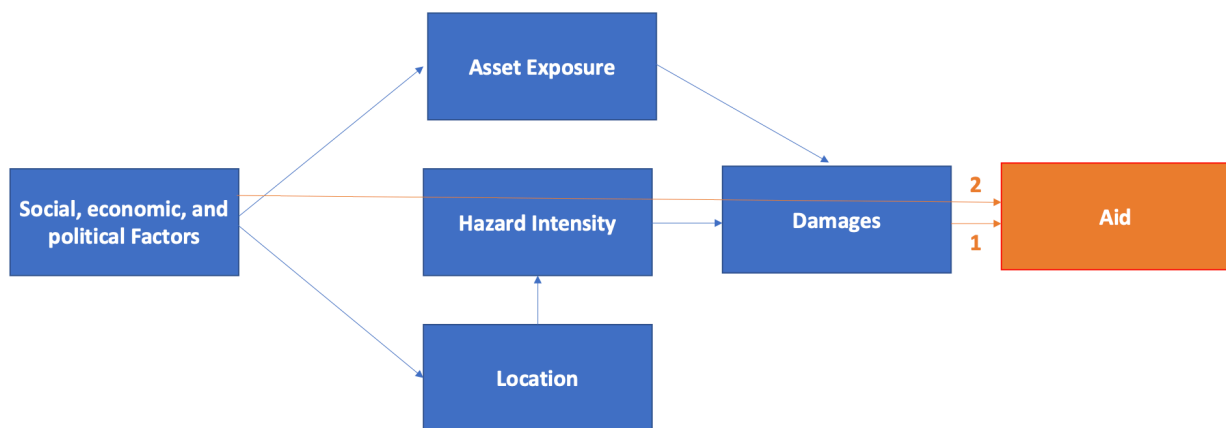 Asset Exposure
Social, economic, and
political Factors
Hazard Intensity
Damages
2
1
Aid
Location